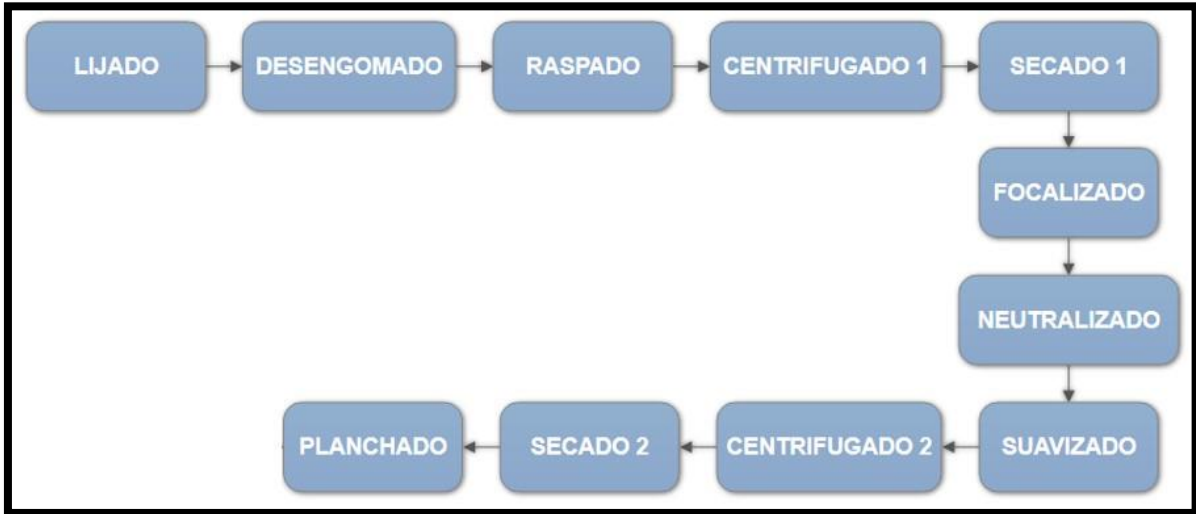 LIJADO
DESENGOMADO
RASPADO
CENTRIFUGADO 1
SECADO 1
FOCALIZADO
NEUTRALIZADO
SUAVIZADO
CENTRIFUGADO 2
SECADO 2
PLANCHADO